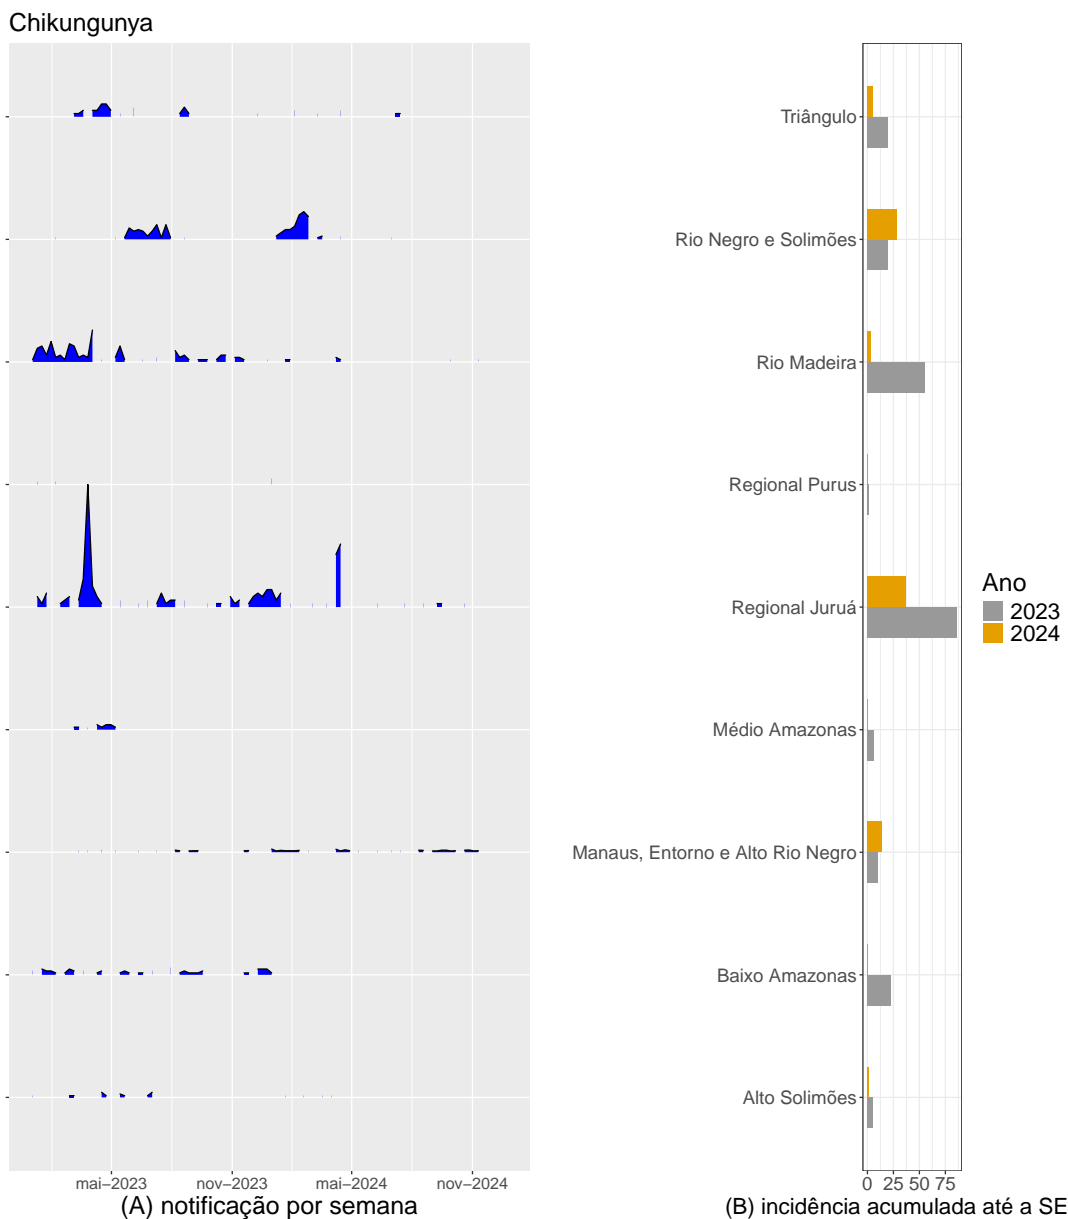 Chikungunya
Triângulo
Rio Negro e Solimões
Rio Madeira
Regional Purus
Regional Juruá
Médio Amazonas
Manaus, Entorno e Alto Rio Negro
Baixo Amazonas
Alto Solimões
Ano
2023
2024
mai−2023 nov−2023 mai−2024 nov−2024
(A) notificação por semana
0 25 50 75
(B) incidência acumulada até a SE